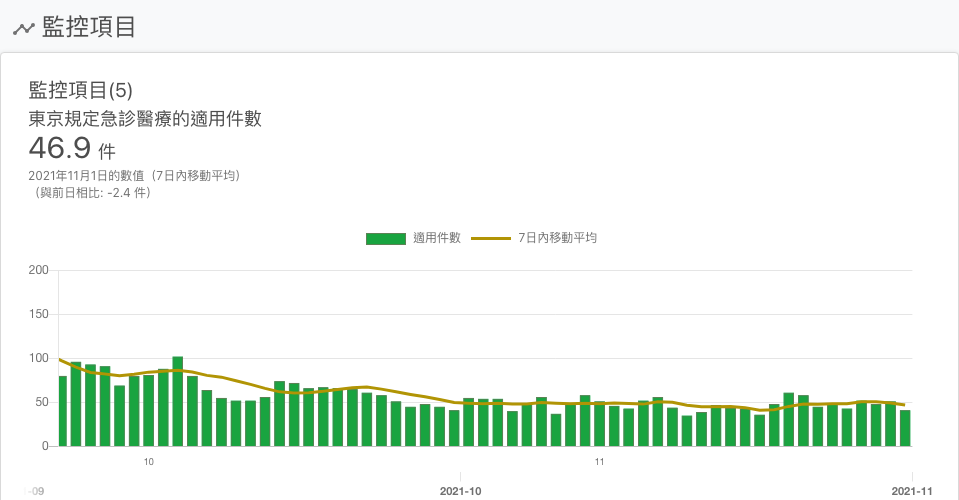 監控項目
監控項目(5)
東京規定急診醫療的適用件數
46.9 件
2021年11月1日的數值（7日內移動平均）
（與前日相比: -2.4 件）
適用件數 7日內移動平均
200
150
100
50
0
10 11
-09 2021-10 2021-11